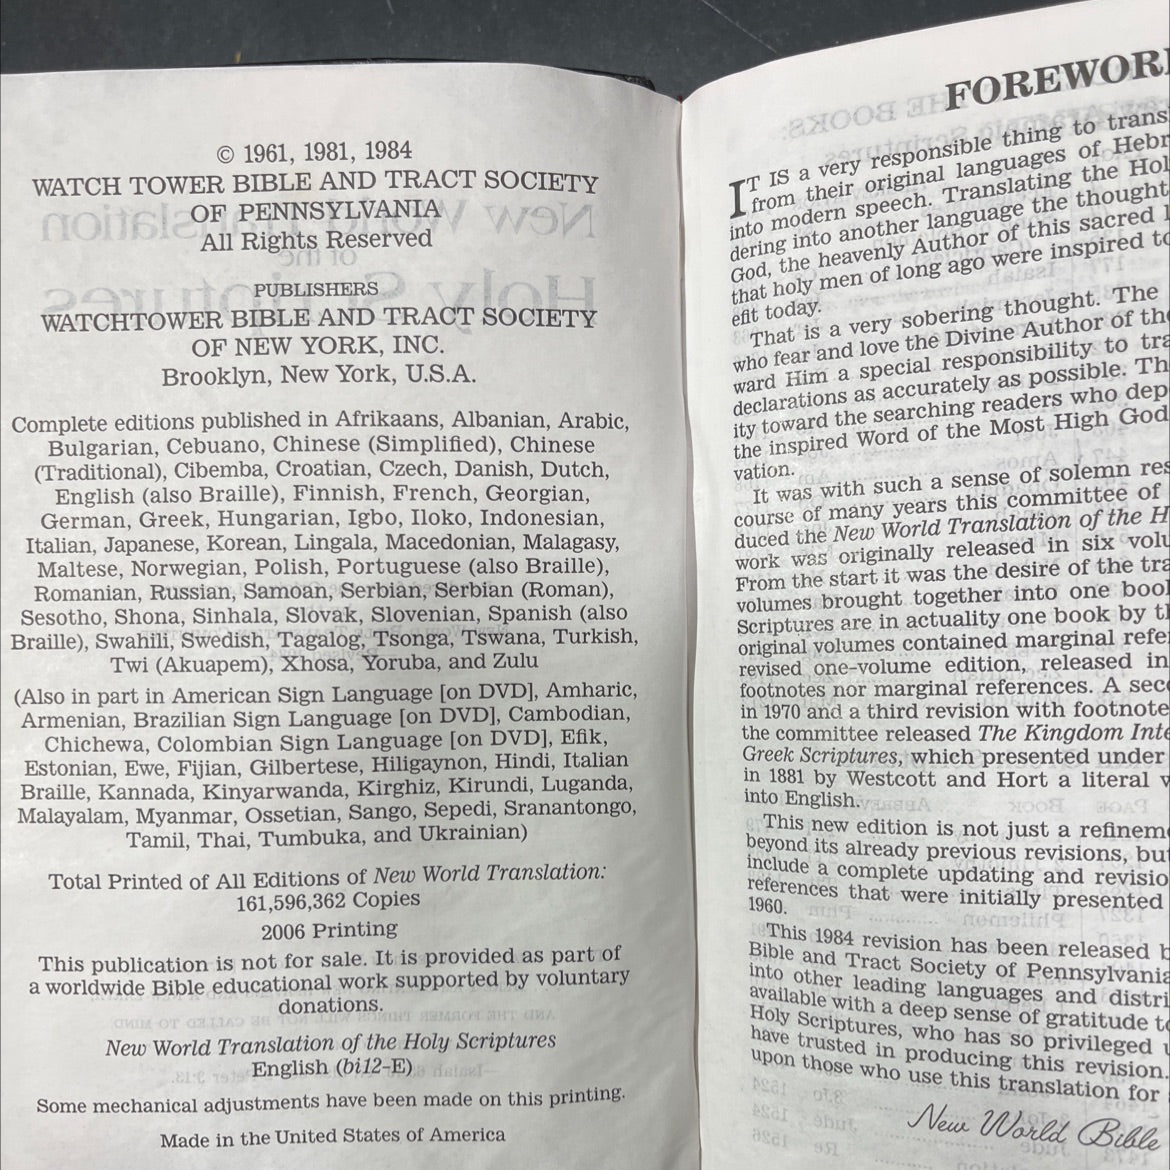 © 1961, 1981, 1984
WATCH TOWER BIBLE AND TRACT SOCIETY
OF PENNSYLVANIA
All Rights Reserved
PUBLISHERS
WATCHTOWER BIBLE AND TRACT SOCIETY
OF NEW YORK, INC.
Brooklyn, New York, U.S.A.
Complete editions published in Afrikaans, Albanian, Arabic,
Bulgarian, Cebuano, Chinese (Simplified), Chinese
(Traditional), Cibemba, Croatian, Czech, Danish, Dutch,
English (also Braille), Finnish, French, Georgian,
German, Greek, Hungarian, Igbo, Iloko, Indonesian,
Italian, Japanese, Korean, Lingala, Macedonian, Malagasy,
Maltese, Norwegian, Polish, Portuguese (also Braille),
Romanian, Russian, Samoan, Serbian, Serbian (Roman),
Sesotho, Shona, Sinhala, Slovak, Slovenian, Spanish (also
Braille), Swahili, Swedish, Tagalog, Tsonga, Tswana, Turkish,
Twi (Akuapem), Xhosa, Yoruba, and Zulu
(Also in part in American Sign Language [on DVD], Amharic,
Armenian, Brazilian Sign Language [on DVD], Cambodian,
Chichewa, Colombian Sign Language [on DVD], Efik,
Estonian, Ewe, Fijian, Gilbertese, Hiligaynon, Hindi, Italian
Braille, Kannada, Kinyarwanda, Kirghiz, Kirundi, Luganda,
Malayalam, Myanmar, Ossetian, Sango, Sepedi, Sranantongo,
Tamil, Thai, Tumbuka, and Ukrainian)
Total Printed of All Editions of New World Translation:
161,596,362 Copies
2006 Printing
This publication is not for sale. It is provided as part of
a worldwide Bible educational work supported by voluntary
donations.
New World Translation of the Holy Scriptures
English (bi12-E)
Some mechanical adjustments have been made on this printing.
Made in the United States of America
FOREWOR
IT IS a very responsible thing to trans
from their original languages of Hebr
into modern speech. Translating the Hol
dering into another language the thought
God, the heavenly Author of this sacred
that holy men of long ago were inspired to
efit today.
That is a very sobering thought. The
who fear and love the Divine Author of the
ward Him a special responsibility to tra
declarations as accurately as possible. Th
ity toward the searching readers who dep
the inspired Word of the Most High God
vation.
It was with such a sense of solemn res
course of many years this committee of
duced the New World Translation of the H
work was originally released in six volu
From the start it was the desire of the tra
volumes brought together into one bool
Scriptures are in actuality one book by th
original volumes contained marginal refer
revised one-volume edition, released in
footnotes nor marginal references. A seco
in 1970 and a third revision with footnote
the committee released The Kingdom Inte
Greek Scriptures, which presented under
in 1881 by Westcott and Hort a literal v
into English.
This new edition is not just a refineme
beyond its already previous revisions, but
include a complete updating and revisio
references that were initially presented
1960.
This 1984 revision has been released b
Bible and Tract Society of Pennsylvania
into other leading languages and distri
available with a deep sense of gratitude to
Holy Scriptures, who has so privileged u
have trusted in producing this revision.
upon those who use this translation for
New World Bible